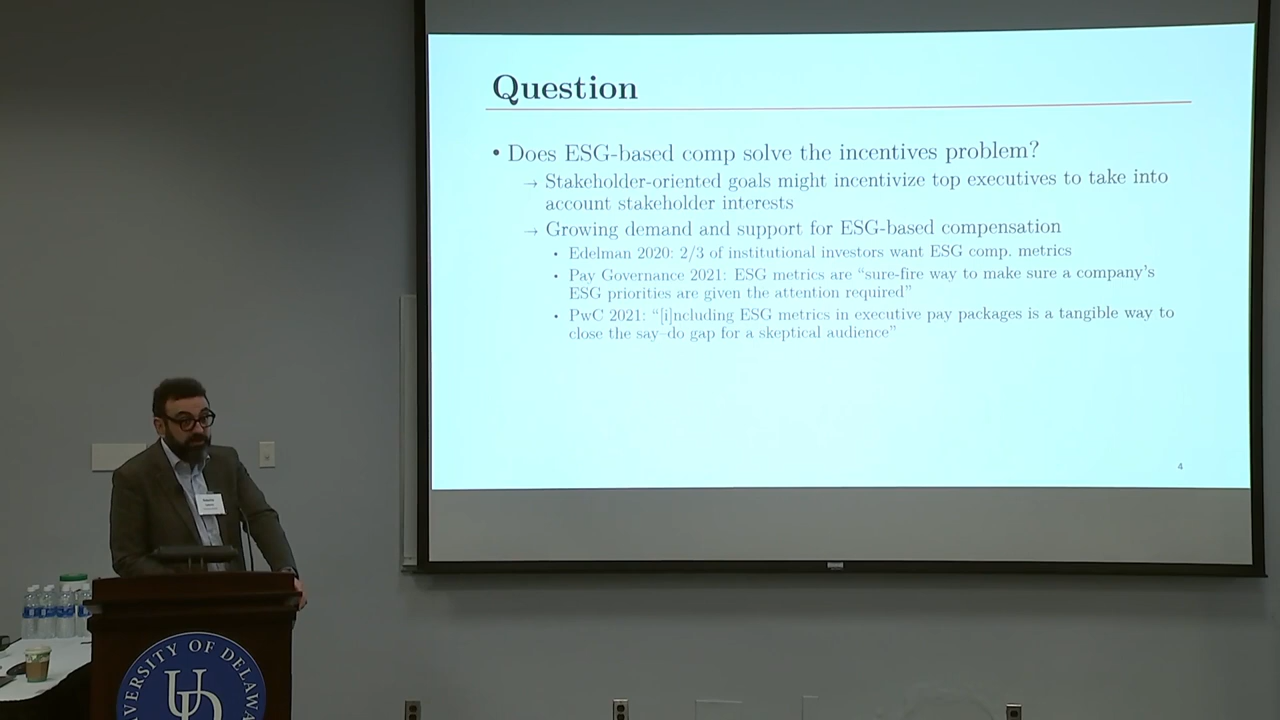 Question
• Does ESG-based comp solve the incentives problem?
→ Stakeholder-oriented goals might incentivize top executives to take into
account stakeholder interests
→ Growing demand and support for ESG-based compensation
• Edelman 2020: 2/3 of institutional investors want ESG comp. metrics
• Pay Governance 2021: ESG metrics are “sure-fire way to make sure a company’s
ESG priorities are given the attention required”
• PwC 2021: “[i]ncluding ESG metrics in executive pay packages is a tangible way to
close the say–do gap for a skeptical audience”
4
VERSITY OF DELAWA
UD